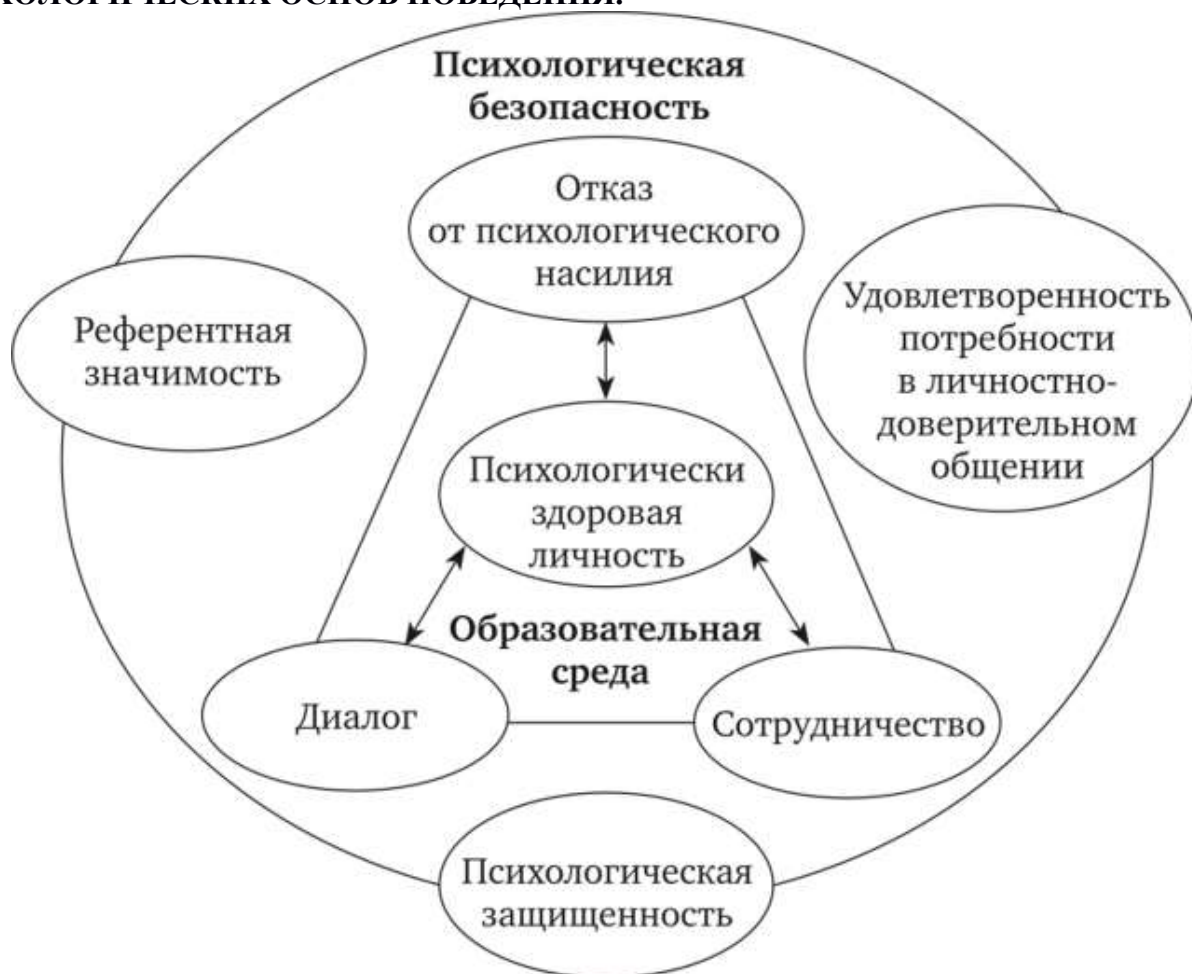 Психологическая
безопасность
Отказ
от психологического
насилия
Референтная
значимость
Удовлетворенность
потребности
в личностно-
доверительном
общении
Психологически
здоровая
личность
Образовательная
среда
Диалог
Сотрудничество
Психологическая
защищенность